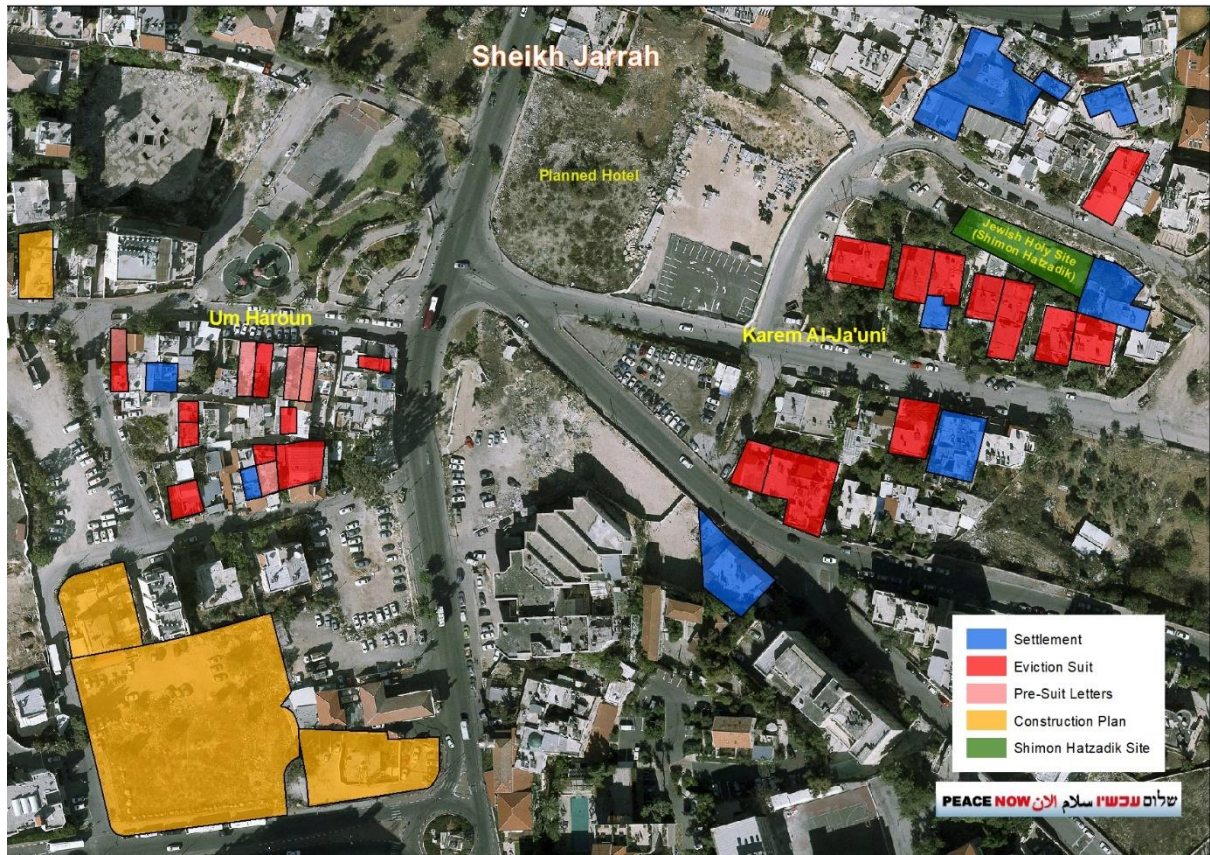 Sheikh Jarrah
Planned Hotel
Jewish Holy Site
(Shimon Hatzadik)
Um Haroun
Karem Al-Ja'uni
Settlement
Eviction Suit
Pre-Suit Letters
Construction Plan
Shimon Hatzadik Site
PEACE NOW שלום עכשיו سلام الان